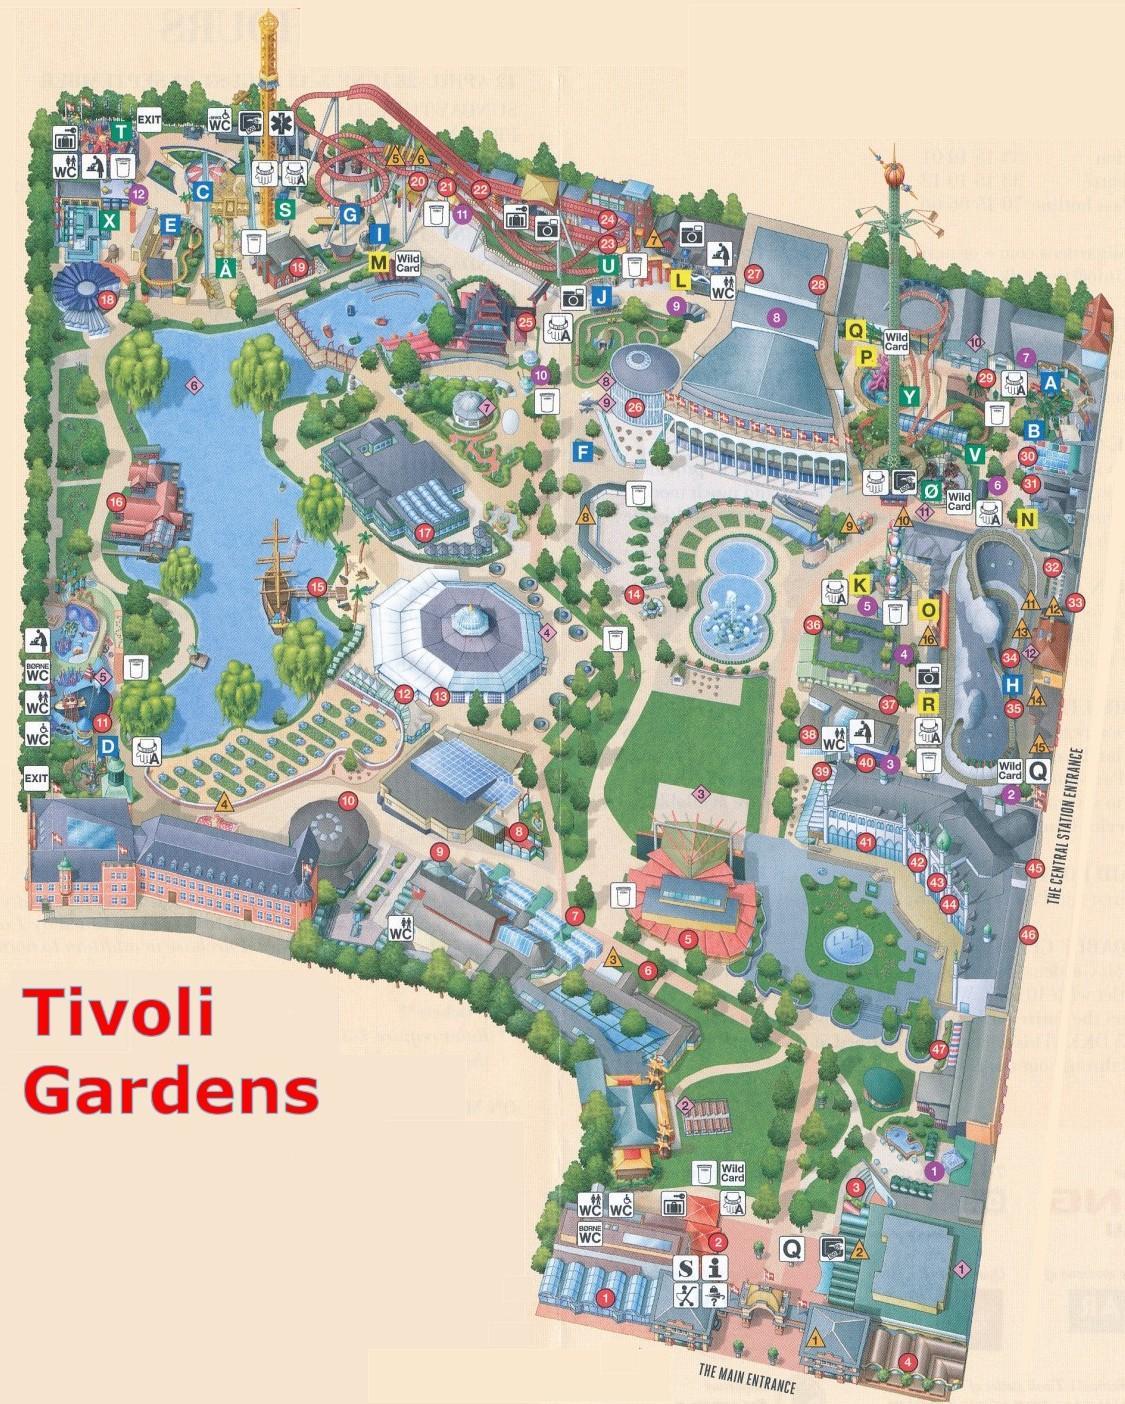 T
EXIT
WC
WC
12
C
X
E
S
G
I
Å
19
M
Wild
Card
18
5
6
20
21
22
11
24
23
7
U
L
WC
J
9
25
A
10
27
28
8
Q
Wild
Card
P
10
7
29
A
A
Y
B
V
30
31
6
Ø
Wild
Card
A
N
6
7
8
9
26
F
16
17
8
9
10
11
15
14
4
K
A
5
O
36
16
4
32
11
12
33
13
34
12
H
35
14
15
BØRNE
WC
WC
WC
5
11
D
A
EXIT
12
13
37
R
38
WC
A
40
3
39
Wild
Card
Q
2
THE CENTRAL STATION ENTRANCE
4
10
3
8
9
41
42
43
44
45
46
WC
7
5
3
6
Tivoli
Gardens
47
2
1
3
Wild
Card
WC
WC
A
BØRNE
WC
2
Q
2
1
S
i
1
1
4
THE MAIN ENTRANCE